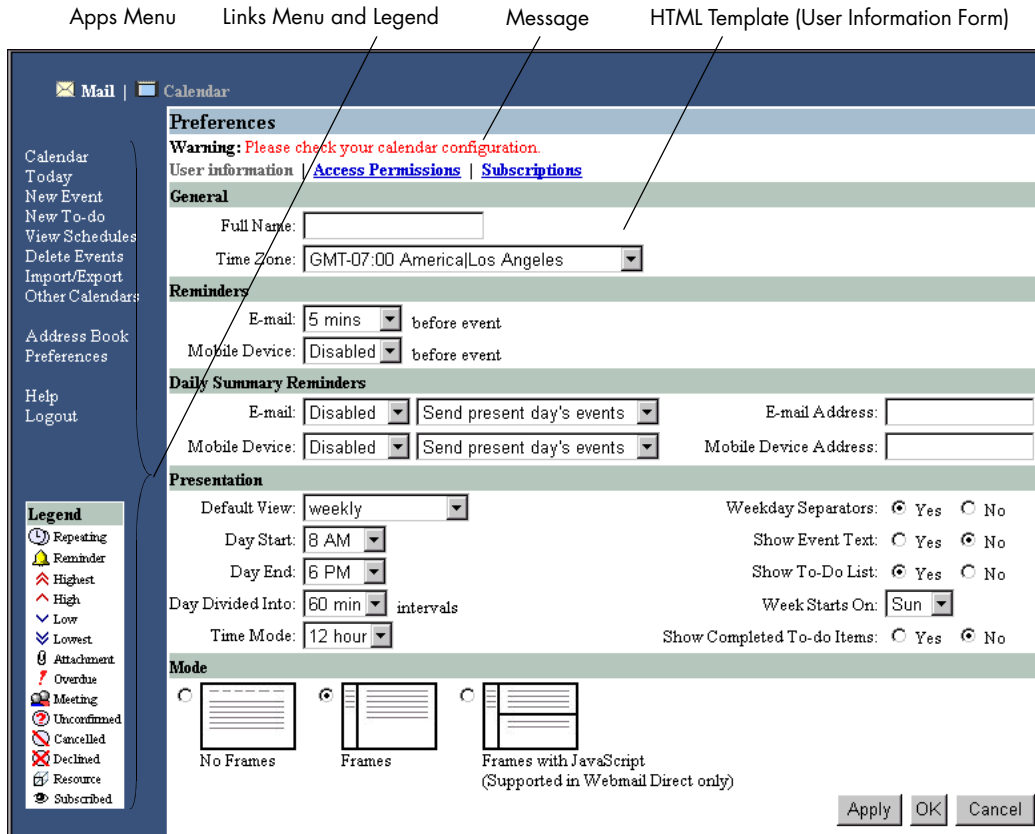 Apps Menu Links Menu and Legend Message HTML Template (User Information Form)
Mail | Calendar
Preferences
Warning: Please check your calendar configuration.
User information | Access Permissions | Subscriptions
Calendar
Today
New Event
New To-do
View Schedules
Delete Events
Import/Export
Other Calendars
Address Book
Preferences
Help
Logout
General
Full Name:
Time Zone: GMT-07:00 America|Los Angeles
Reminders
E-mail: 5 mins before event
Mobile Device: Disabled before event
Daily Summary Reminders
E-mail: Disabled Send present day's events E-mail Address:
Mobile Device: Disabled Send present day's events Mobile Device Address:
Presentation
Default View: weekly Weekday Separators: Yes No
Day Start: 8 AM Show Event Text: Yes No
Day End: 6 PM Show To-Do List: Yes No
Day Divided Into: 60 min intervals Week Starts On: Sun
Time Mode: 12 hour Show Completed To-do Items: Yes No
Mode
No Frames Frames Frames with JavaScript
(Supported in Webmail Direct only)
Legend
Repeating
Reminder
Highest
High
Low
Lowest
Attachment
Overdue
Meeting
Unconfirmed
Cancelled
Declined
Resource
Subscribed
Apply OK Cancel